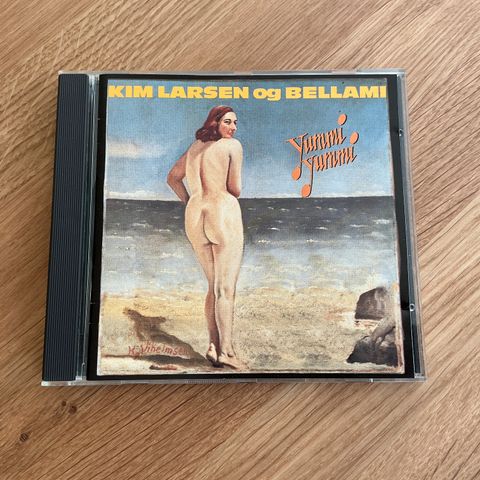 KIM LARSEN og BELLAMI
Yummi
Yummi
H. Vilhelmsen